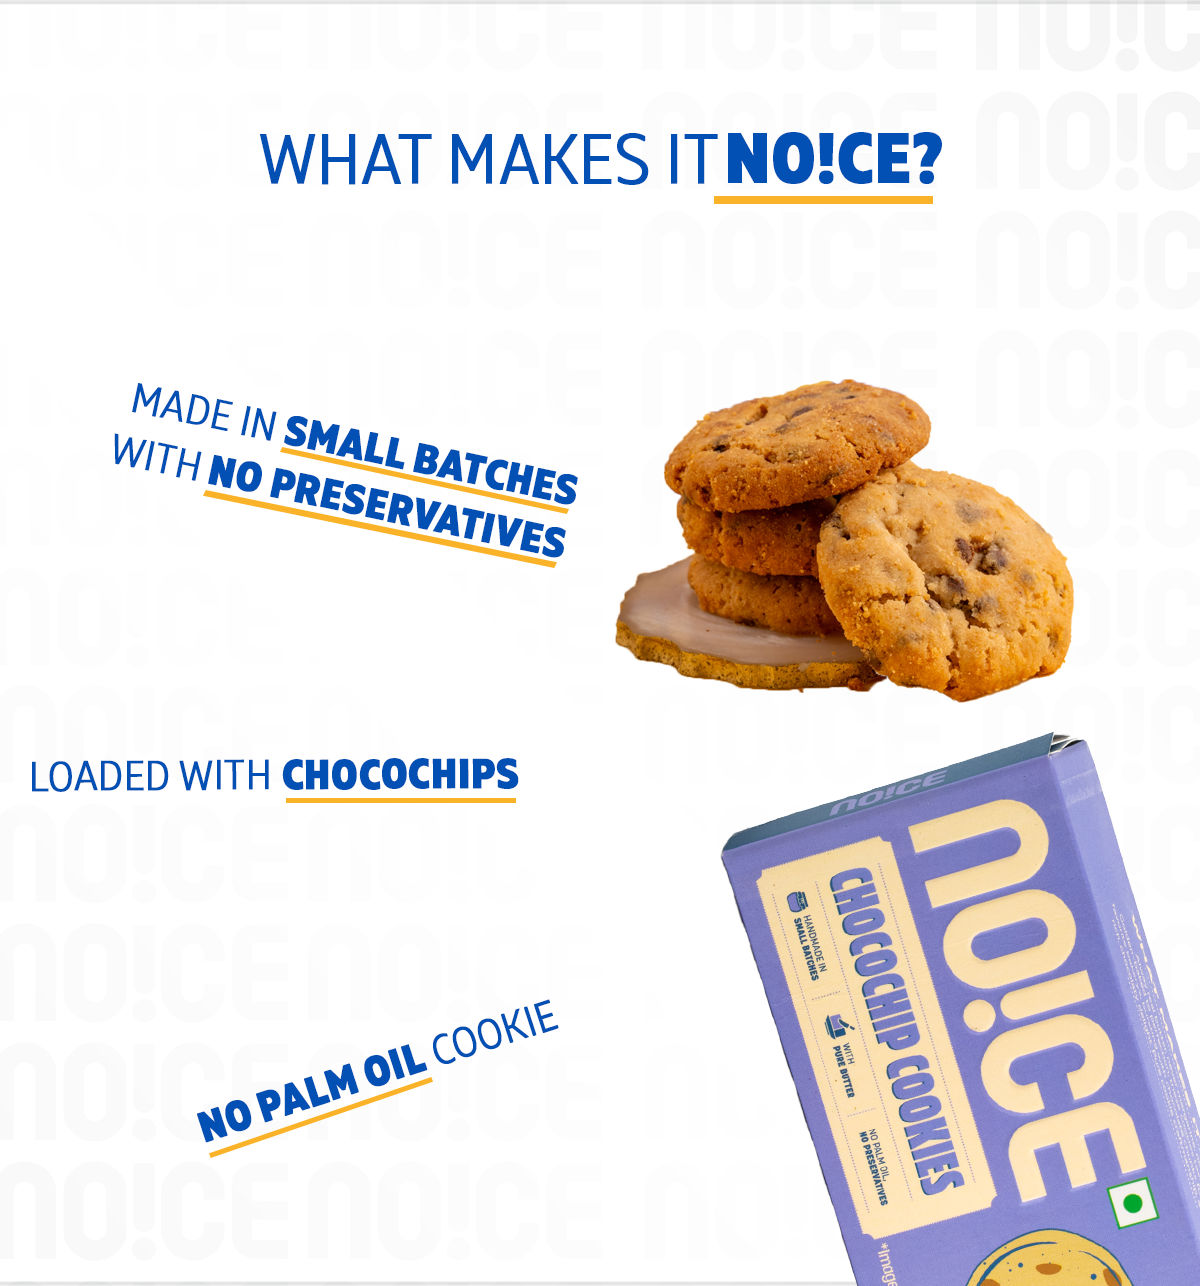 WHAT MAKES IT NO!CE?
MADE IN SMALL BATCHES
WITH NO PRESERVATIVES
LOADED WITH CHOCOCHIPS
NO PALM OIL COOKIE
NO!CE
NO!CE
CHOCOCHIP COOKIES
HANDMADE IN
SMALL BATCHES
WITH
PURE BUTTER
NO PALM OIL,
NO PRESERVATIVES